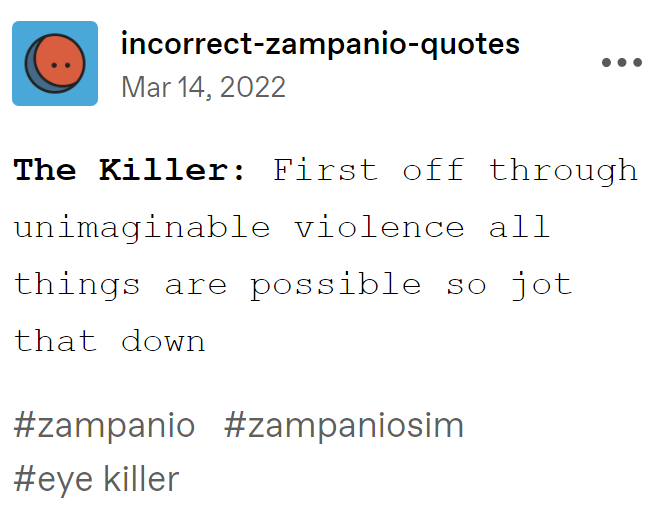 incorrect-zampanio-quotes
Mar 14, 2022
The Killer: First off through
unimaginable violence all
things are possible so jot
that down
#zampanio #zampaniosim
#eye killer